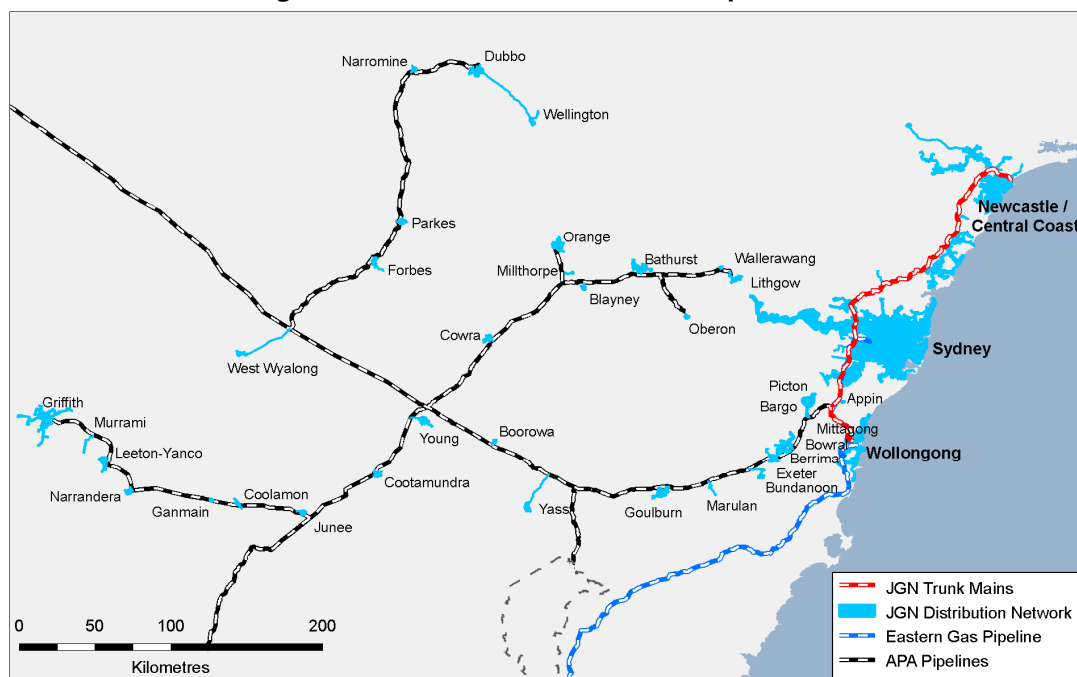 Narromine
Dubbo
Wellington
Parkes
Forbes
West Wyalong
Orange
Millthorpe
Bathurst
Wallerawang
Lithgow
Blayney
Oberon
Cowra
Newcastle /
Central Coast
Sydney
Picton
Bargo
Appin
Mittagong
Bowral
Berrima
Exeter
Bundanoon
Wollongong
Griffith
Murrami
Leeton-Yanco
Narrandera
Ganmain
Coolamon
Junee
Cootamundra
Young
Boorowa
Yass
Goulburn
Marulan
JGN Trunk Mains
JGN Distribution Network
Eastern Gas Pipeline
APA Pipelines
0 50 100 200
Kilometres